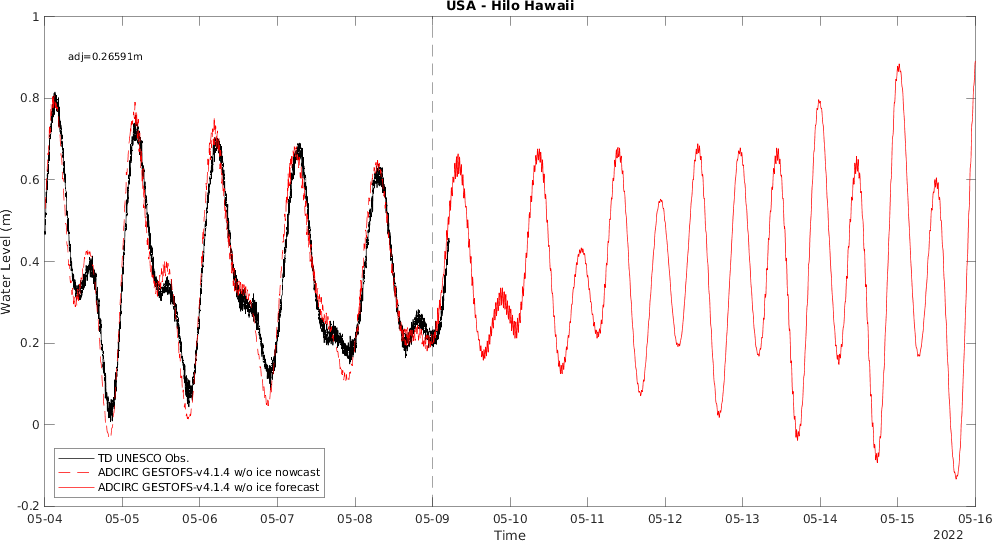 USA - Hilo Hawaii
adj=0.26591m
1
0.8
0.6
0.4
0.2
0
-0.2
Water Level (m)
TD UNESCO Obs.
ADCIRC GESTOFS-v4.1.4 w/o ice nowcast
ADCIRC GESTOFS-v4.1.4 w/o ice forecast
05-04 05-05 05-06 05-07 05-08 05-09 05-10 05-11 05-12 05-13 05-14 05-15 05-16
Time
2022